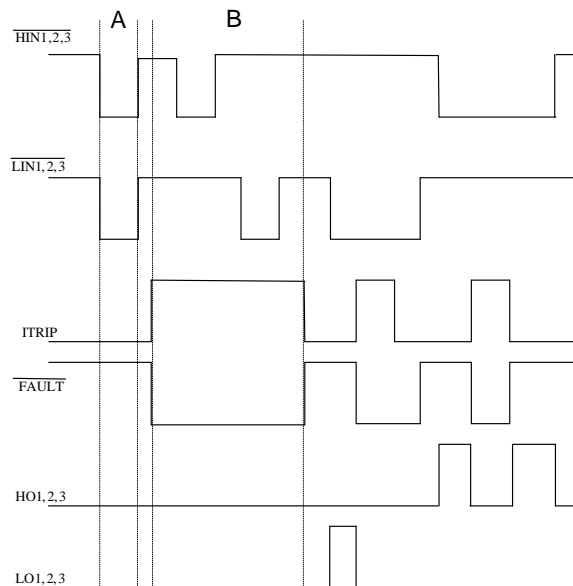 A B
HIN1,2,3
LIN1,2,3
ITRIP
FAULT
HO1,2,3
LO1,2,3